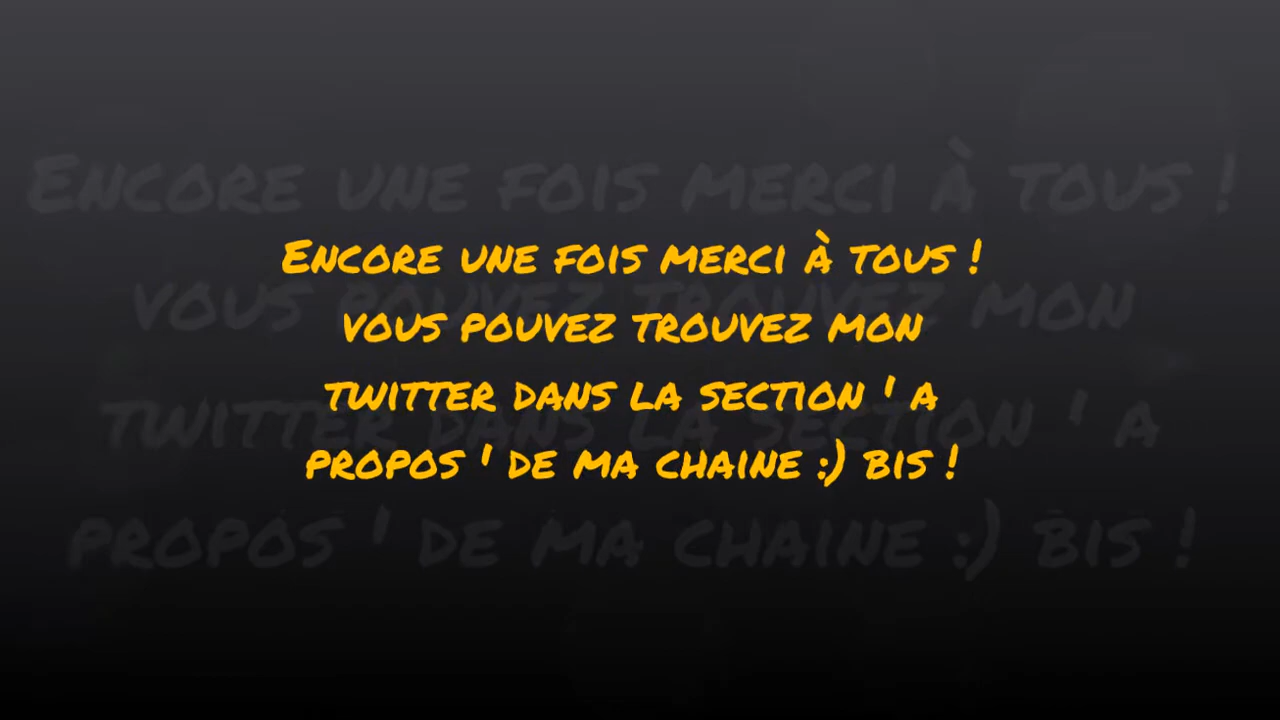 Encore une fois merci à tous !
vous pouvez trouvez mon
twitter dans la section ' a
propos ' de ma chaine :) bis !